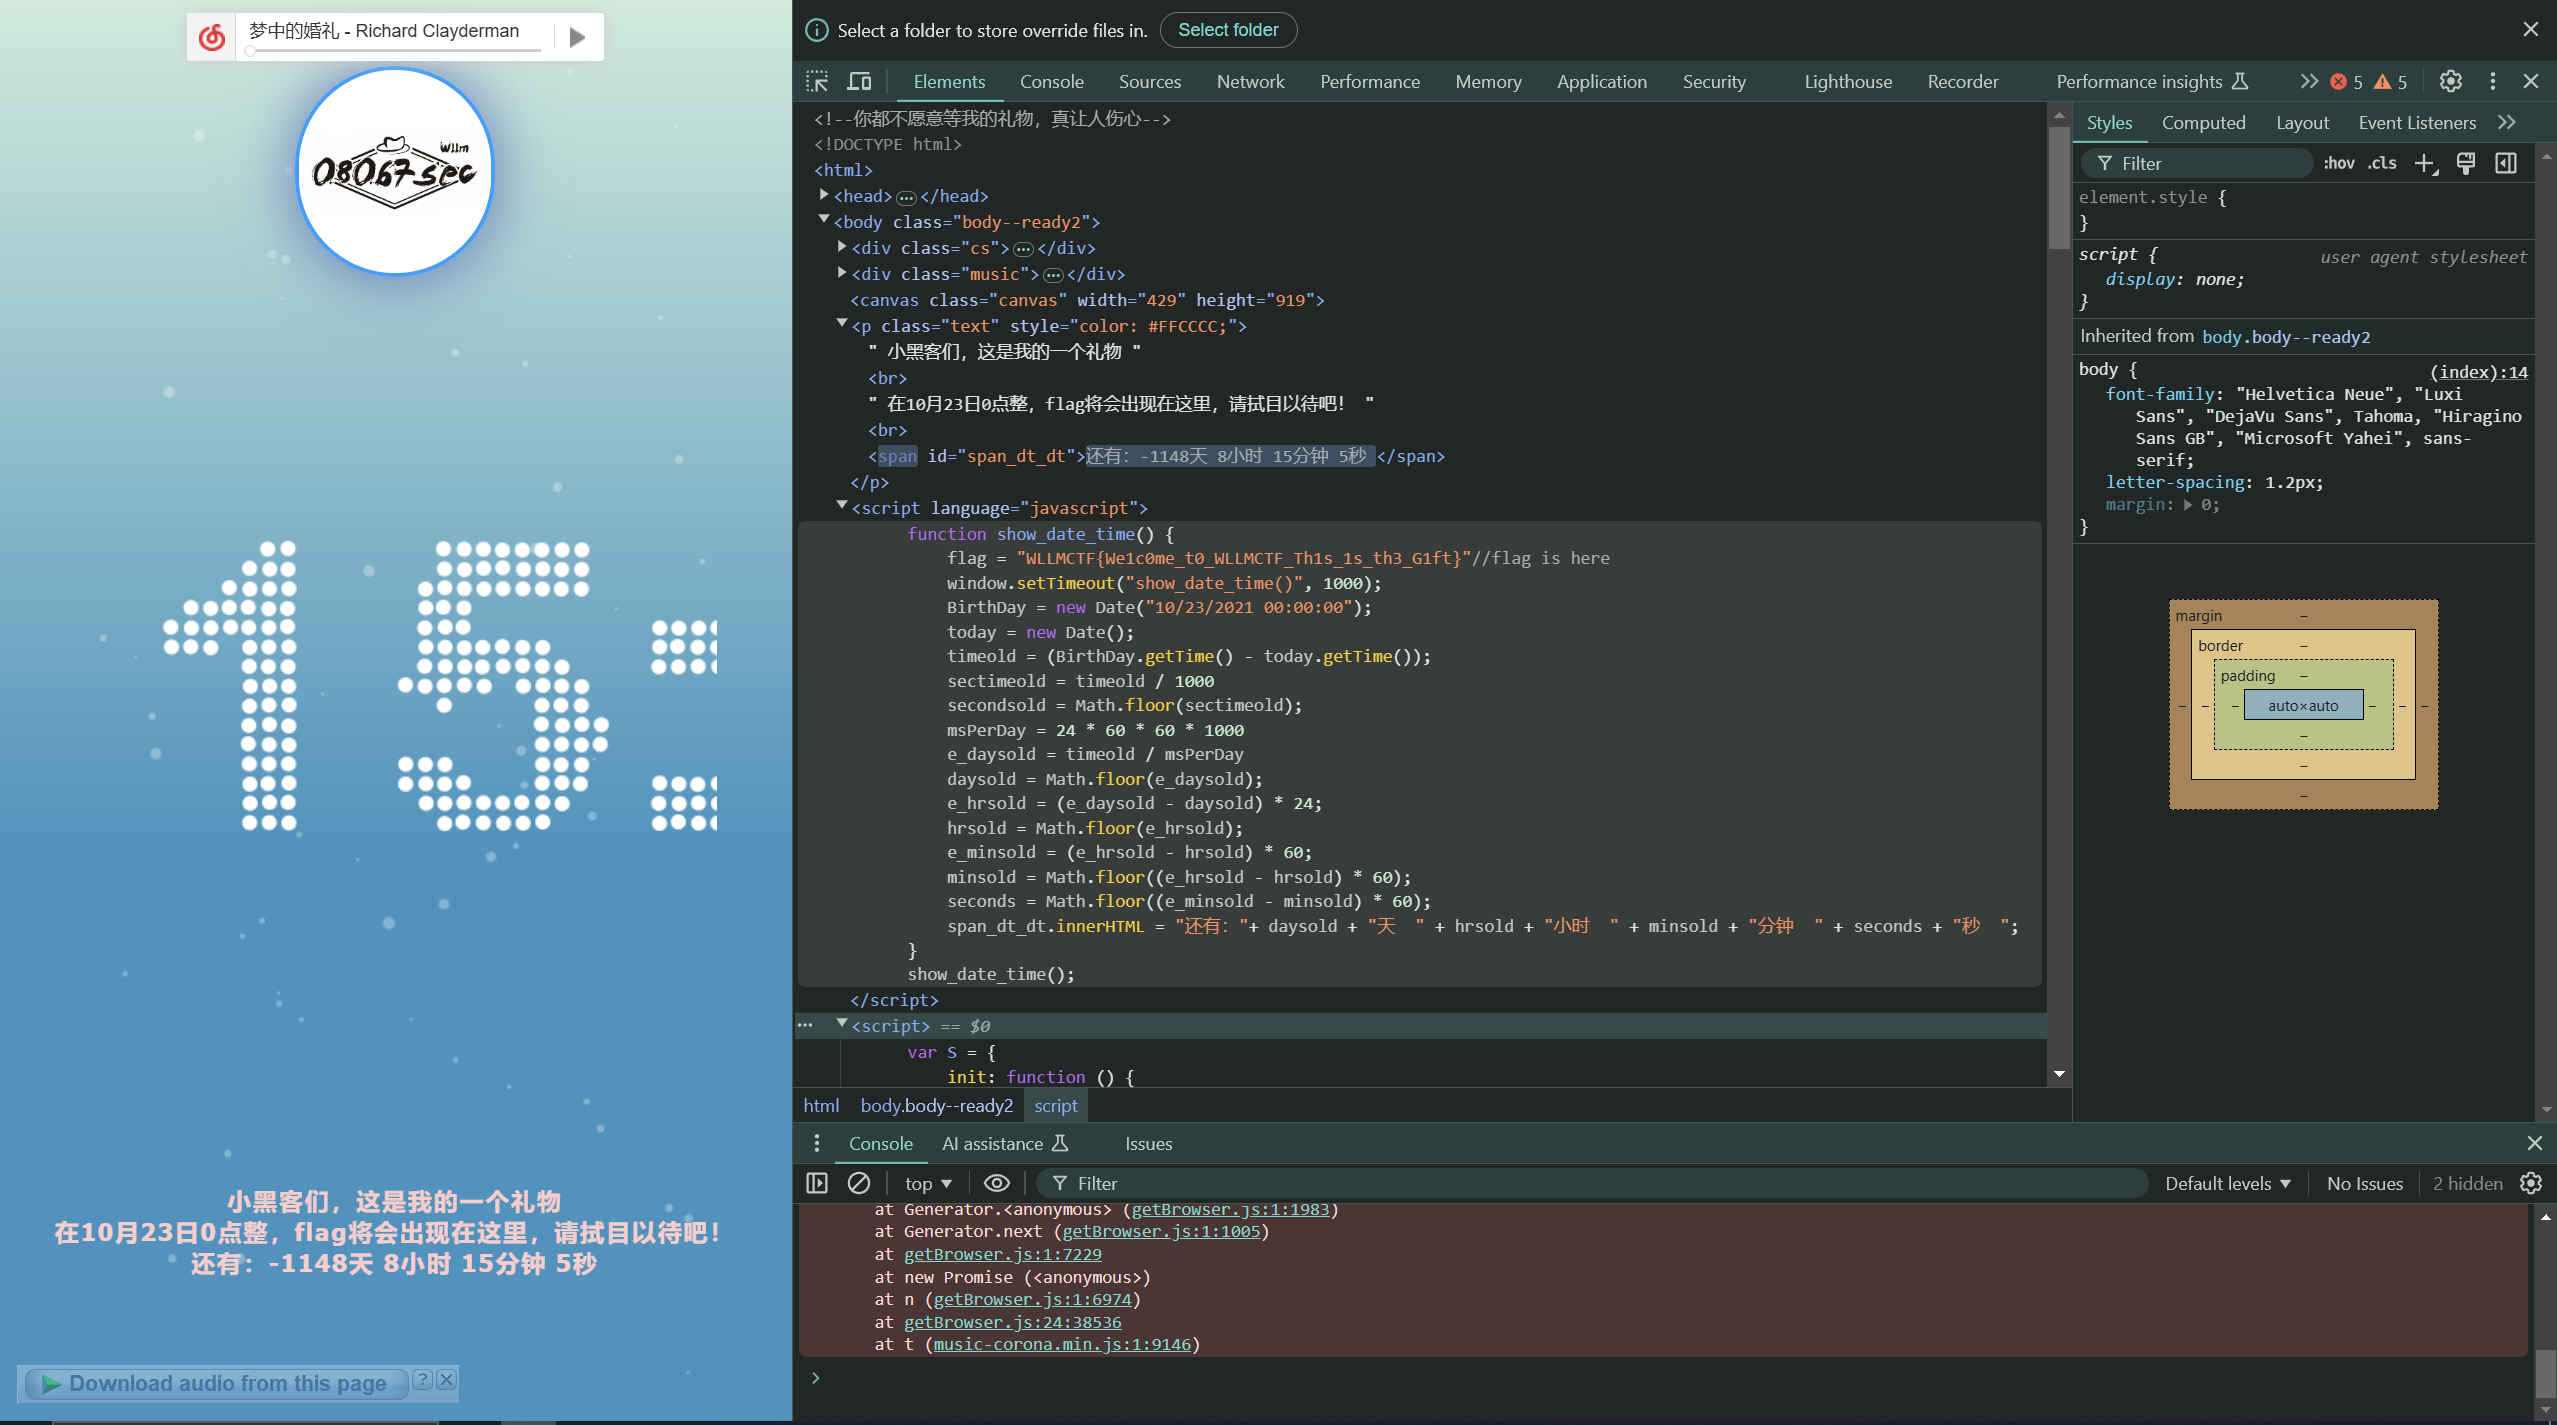 梦中的婚礼 - Richard Clayderman
Wllm
08067sec
15:
小黑客们，这是我的一个礼物
在10月23日0点整，flag将会出现在这里，请拭目以待吧！
还有：-1148天 8小时 15分钟 5秒
Download audio from this page
?
Select a folder to store override files in. Select folder
Elements Console Sources Network Performance Memory Application Security Lighthouse Recorder Performance insights 5 5
<!--你都不愿意等我的礼物，真让人伤心-->
<!DOCTYPE html>
<html>
<head> … </head>
<body class="body--ready2">
<div class="cs"> … </div>
<div class="music"> … </div>
<canvas class="canvas" width="429" height="919">
<p class="text" style="color: #FFCCCC;">
" 小黑客们，这是我的一个礼物 "
<br>
" 在10月23日0点整，flag将会出现在这里，请拭目以待吧！ "
<br>
<span id="span_dt_dt">还有：-1148天 8小时 15分钟 5秒 </span>
</p>
<script language="javascript">
function show_date_time() {
flag = "WLLMCTF{We1c0me_t0_WLLMCTF_Th1s_1s_th3_G1ft}"//flag is here
window.setTimeout("show_date_time()", 1000);
BirthDay = new Date("10/23/2021 00:00:00");
today = new Date();
timeold = (BirthDay.getTime() - today.getTime());
sectimeold = timeold / 1000
secondsold = Math.floor(sectimeold);
msPerDay = 24 * 60 * 60 * 1000
e_daysold = timeold / msPerDay
daysold = Math.floor(e_daysold);
e_hrsold = (e_daysold - daysold) * 24;
hrsold = Math.floor(e_hrsold);
e_minsold = (e_hrsold - hrsold) * 60;
minsold = Math.floor((e_hrsold - hrsold) * 60);
seconds = Math.floor((e_minsold - minsold) * 60);
span_dt_dt.innerHTML = "还有："+ daysold + "天  " + hrsold + "小时  " + minsold + "分钟  " + seconds + "秒  ";
}
show_date_time();
</script>
… <script> == $0
var S = {
init: function () {
html body.body--ready2 script
Styles Computed Layout Event Listeners
Filter :hov .cls
element.style {
}
script { user agent stylesheet
display: none;
}
Inherited from body.body--ready2
body { (index):14
font-family: "Helvetica Neue", "Luxi
Sans", "DejaVu Sans", Tahoma, "Hiragino
Sans GB", "Microsoft Yahei", sans-
serif;
letter-spacing: 1.2px;
margin: 0;
}
margin –
border –
padding –
– – – auto×auto – – –
–
–
–
Console AI assistance Issues
top Filter Default levels No Issues 2 hidden
at Generator.<anonymous> (getBrowser.js:1:1983)
at Generator.next (getBrowser.js:1:1005)
at getBrowser.js:1:7229
at new Promise (<anonymous>)
at n (getBrowser.js:1:6974)
at getBrowser.js:24:38536
at t (music-corona.min.js:1:9146)